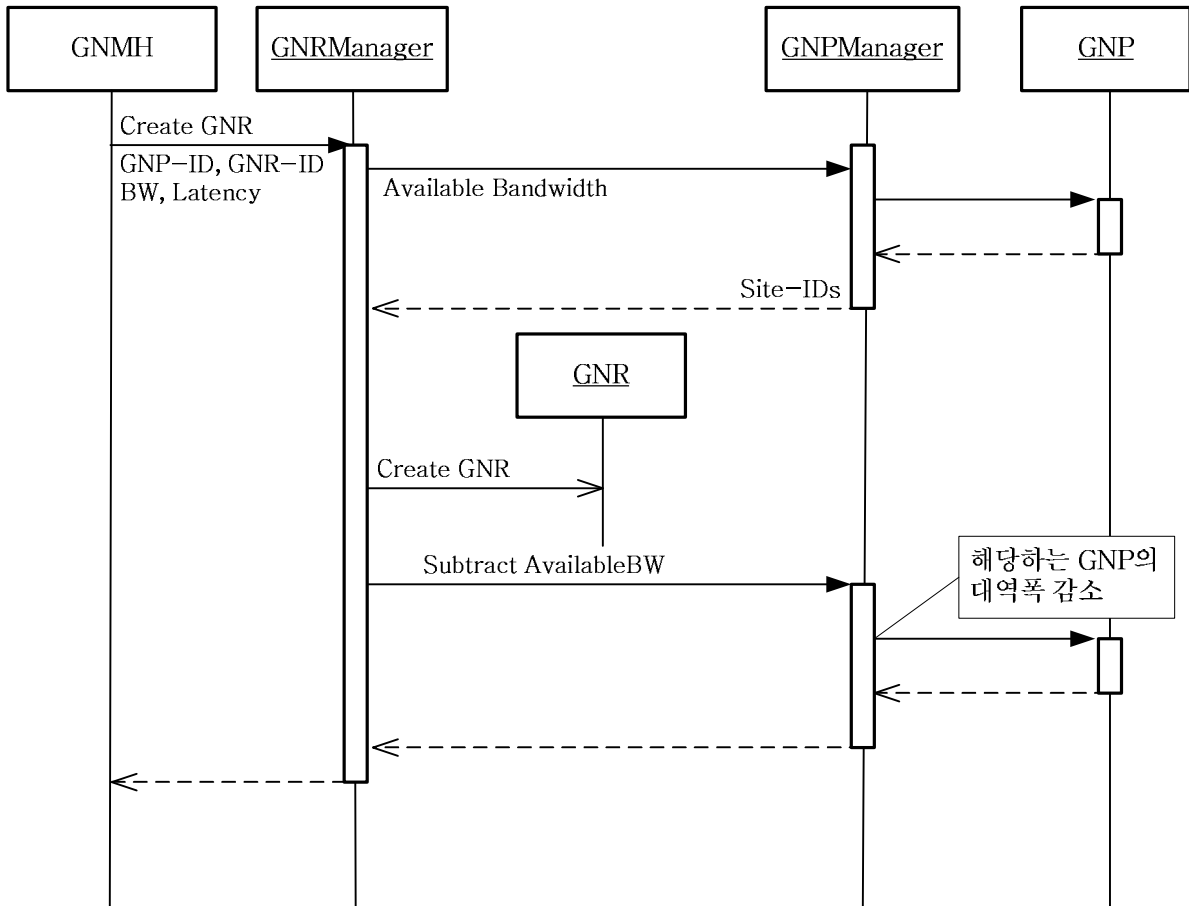 GNMH
GNRManager
GNPManager
GNP
Create GNR
GNP-ID, GNR-ID
BW, Latency
Available Bandwidth
Site-IDs
GNR
Create GNR
Subtract AvailableBW
해당하는 GNP의
대역폭 감소